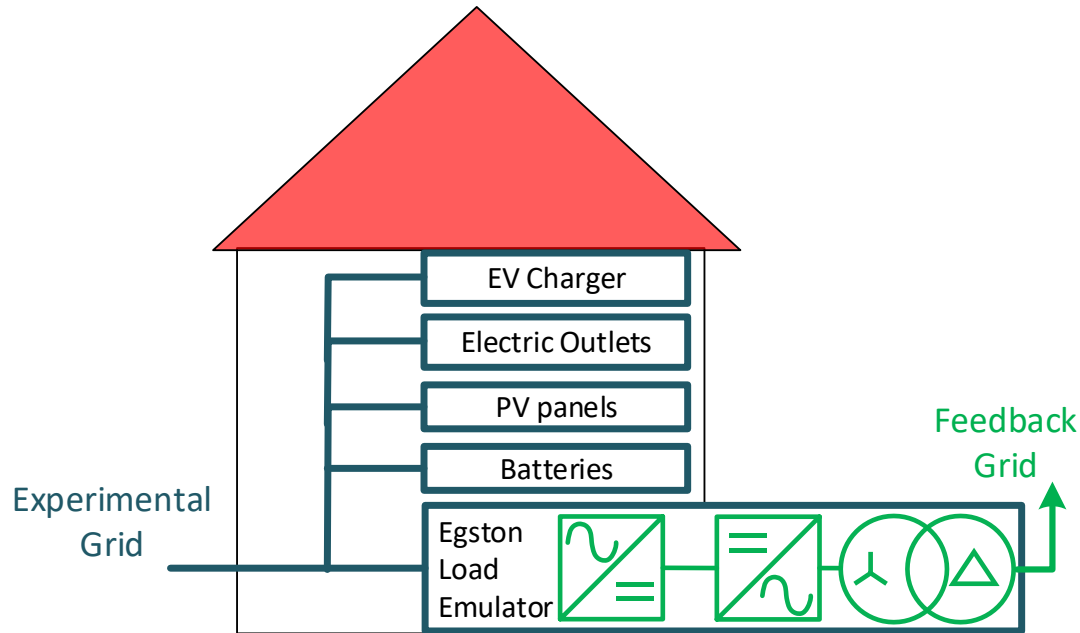 EV Charger
Electric Outlets
PV panels
Batteries
Experimental
Grid
Egston
Load
Emulator
Feedback
Grid